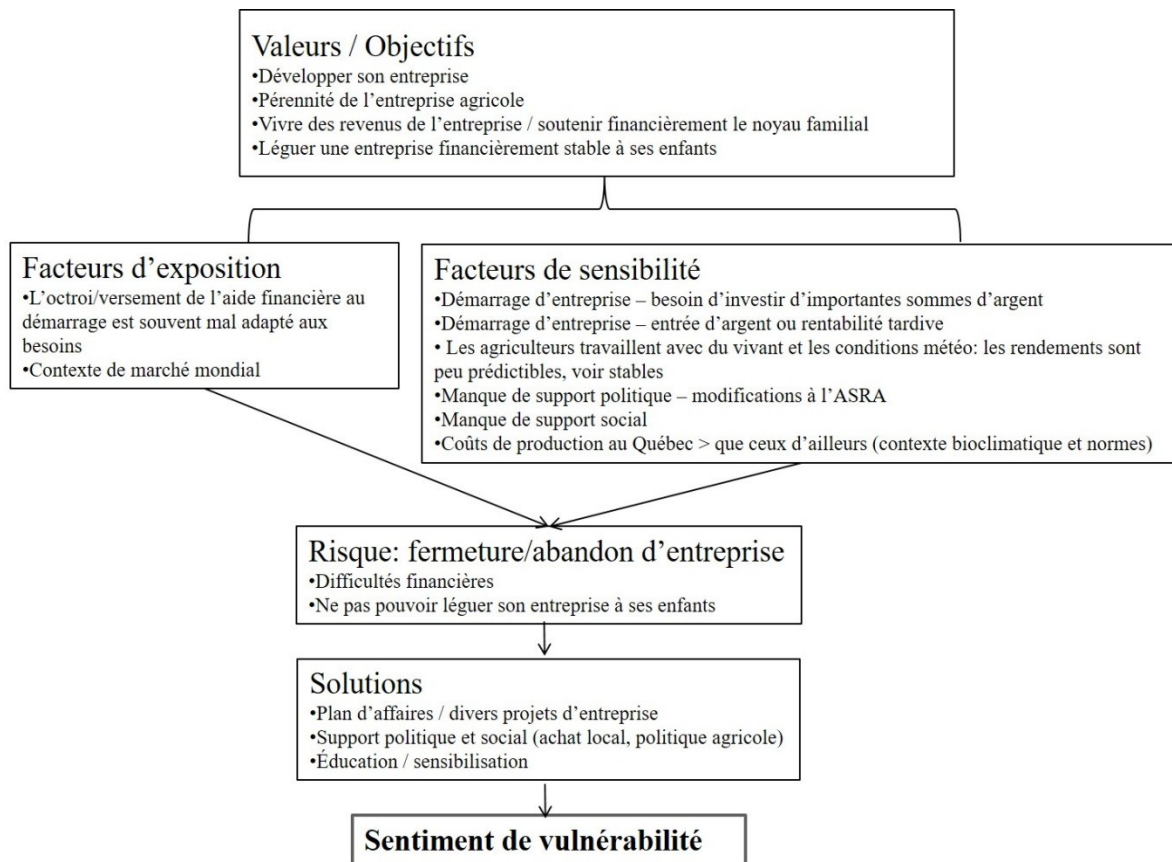 Valeurs / Objectifs
•Développer son entreprise
•Pérennité de l’entreprise agricole
•Vivre des revenus de l’entreprise / soutenir financièrement le noyau familial
•Léguer une entreprise financièrement stable à ses enfants
Facteurs d’exposition
•L’octroi/versement de l’aide financière au
démarrage est souvent mal adapté aux
besoins
•Contexte de marché mondial
Facteurs de sensibilité
•Démarrage d’entreprise – besoin d’investir d’importantes sommes d’argent
•Démarrage d’entreprise – entrée d’argent ou rentabilité tardive
• Les agriculteurs travaillent avec du vivant et les conditions météo: les rendements sont
peu prédictibles, voir stables
•Manque de support politique – modifications à l’ASRA
•Manque de support social
•Coûts de production au Québec > que ceux d’ailleurs (contexte bioclimatique et normes)
Risque: fermeture/abandon d’entreprise
•Difficultés financières
•Ne pas pouvoir léguer son entreprise à ses enfants
Solutions
•Plan d’affaires / divers projets d’entreprise
•Support politique et social (achat local, politique agricole)
•Éducation / sensibilisation
Sentiment de vulnérabilité